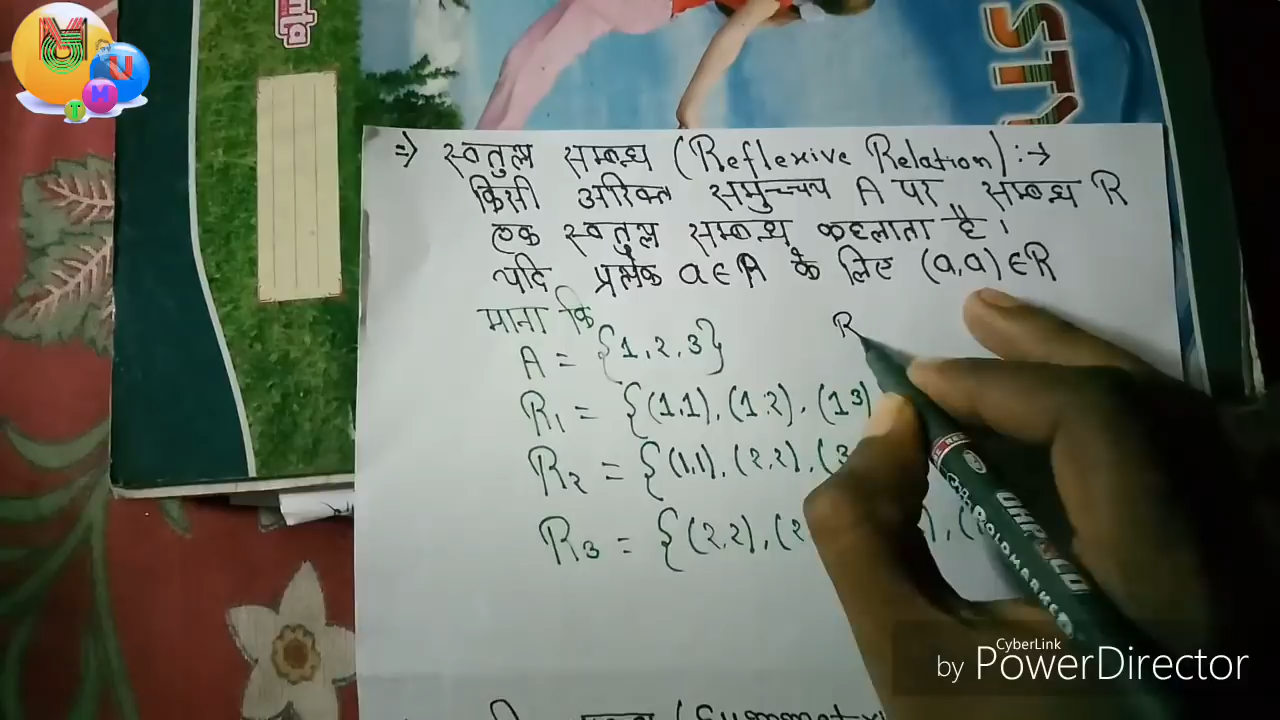 ⇒ स्वतुल्य सम्बन्ध (Reflexive Relation) :→
किसी अरिक्त समुच्चय A पर सम्बन्ध R
एक स्वतुल्य सम्बन्ध कहलाता है।
यदि प्रत्येक a∈A के लिए (a,a)∈R
माना कि
R
A = {1,2,3}
R1 = {(1,1),(1,2),(1,3)
R2 = {(1,1),(2,2),(3
R3 = {(2,2),(2
CyberLink
by PowerDirector